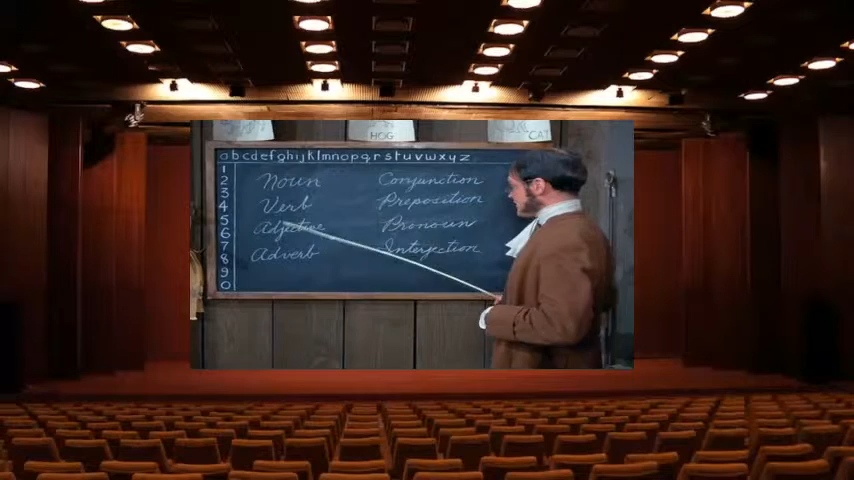 HOG CAT
abcdefghijklmnopqrstuvwxyz
1
2 Noun Conjunction
3
4 Verb Preposition
5
6 Adjective Pronoun
7
8 Adverb Interjection
9
0